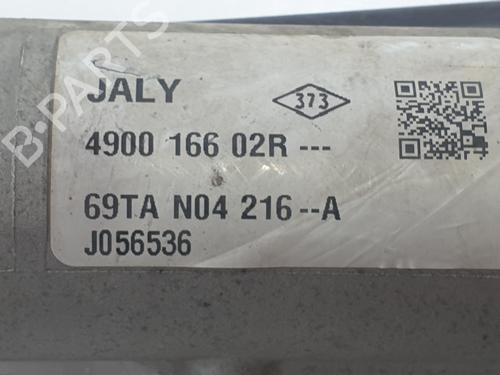 JALY
373
4900 166 02R ---
69TA N04 216 --A
J056536
B-PARTS